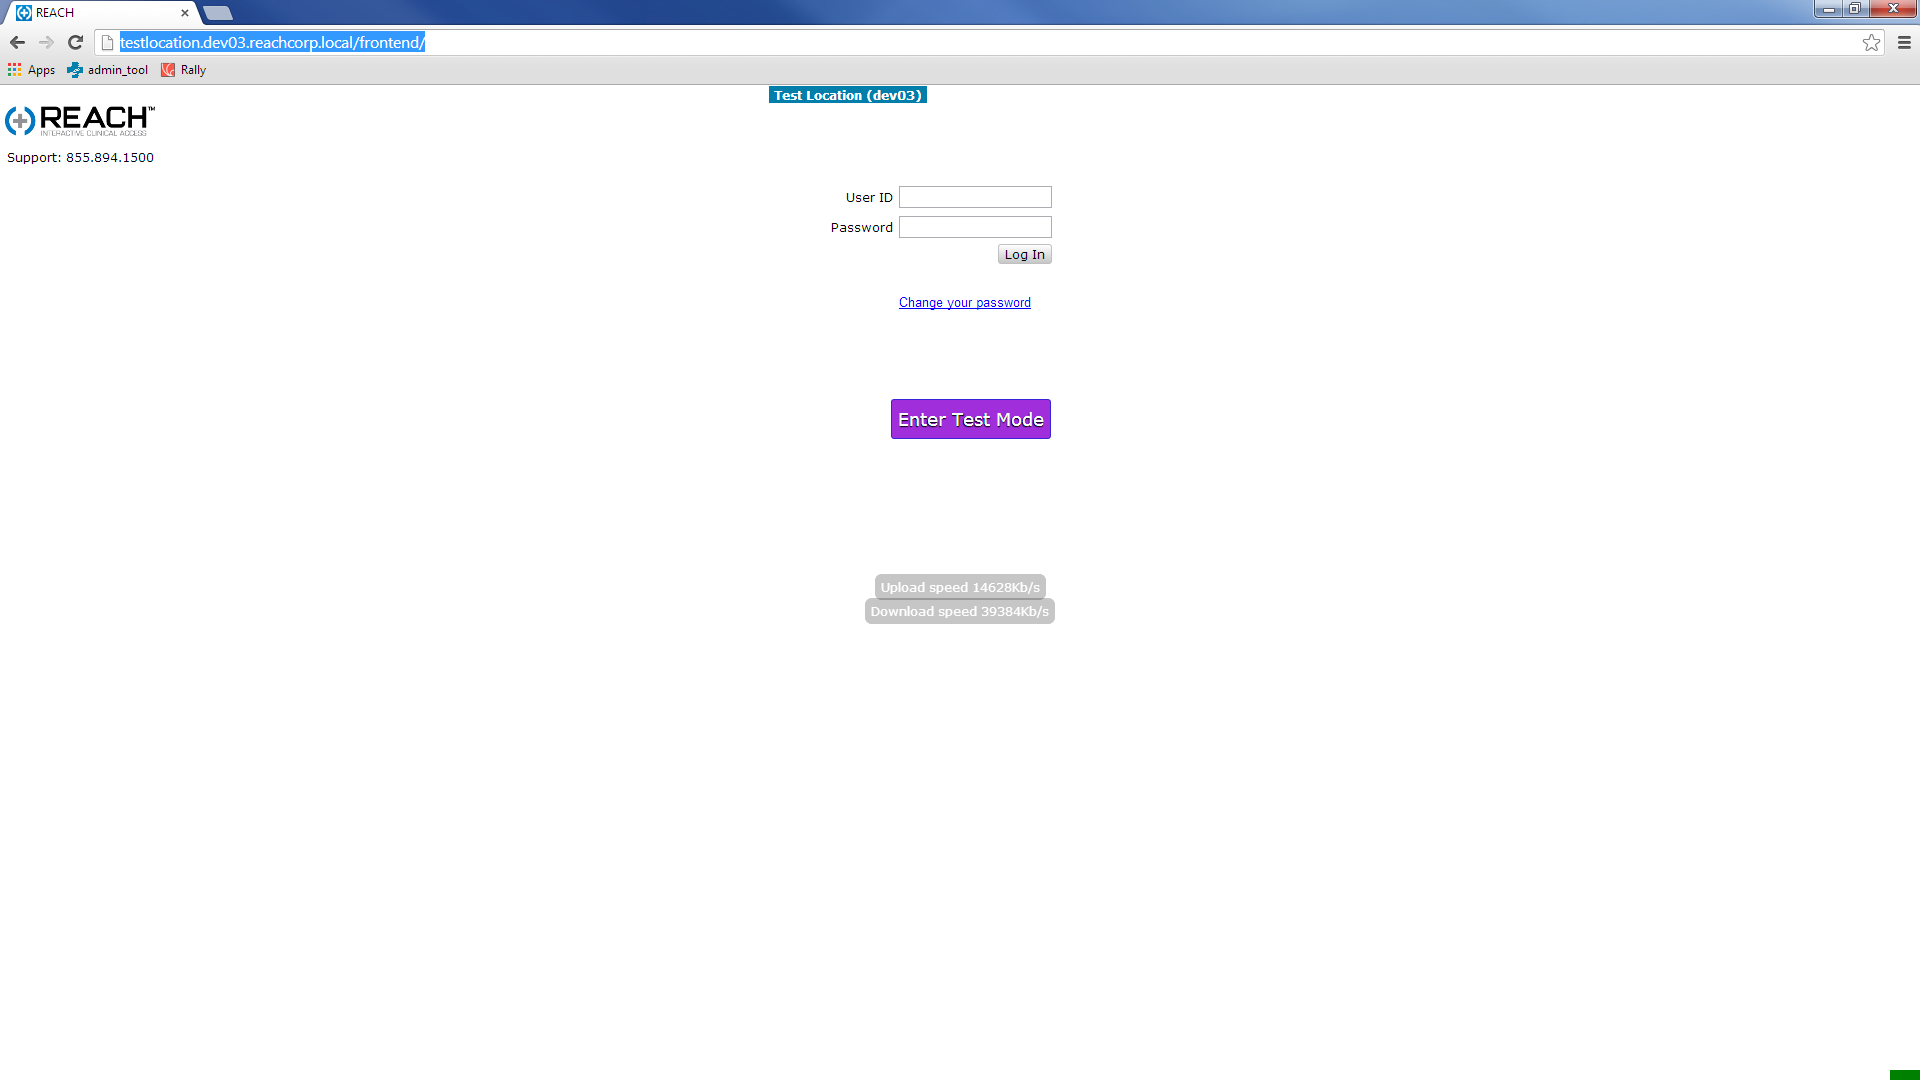 REACH
testlocation.dev03.reachcorp.local/frontend/
Apps admin_tool Rally
Test Location (dev03)
REACH™
INTERACTIVE CLINICAL ACCESS
Support: 855.894.1500
User ID
Password
Log In
Change your password
Enter Test Mode
Upload speed 14628Kb/s
Download speed 39384Kb/s